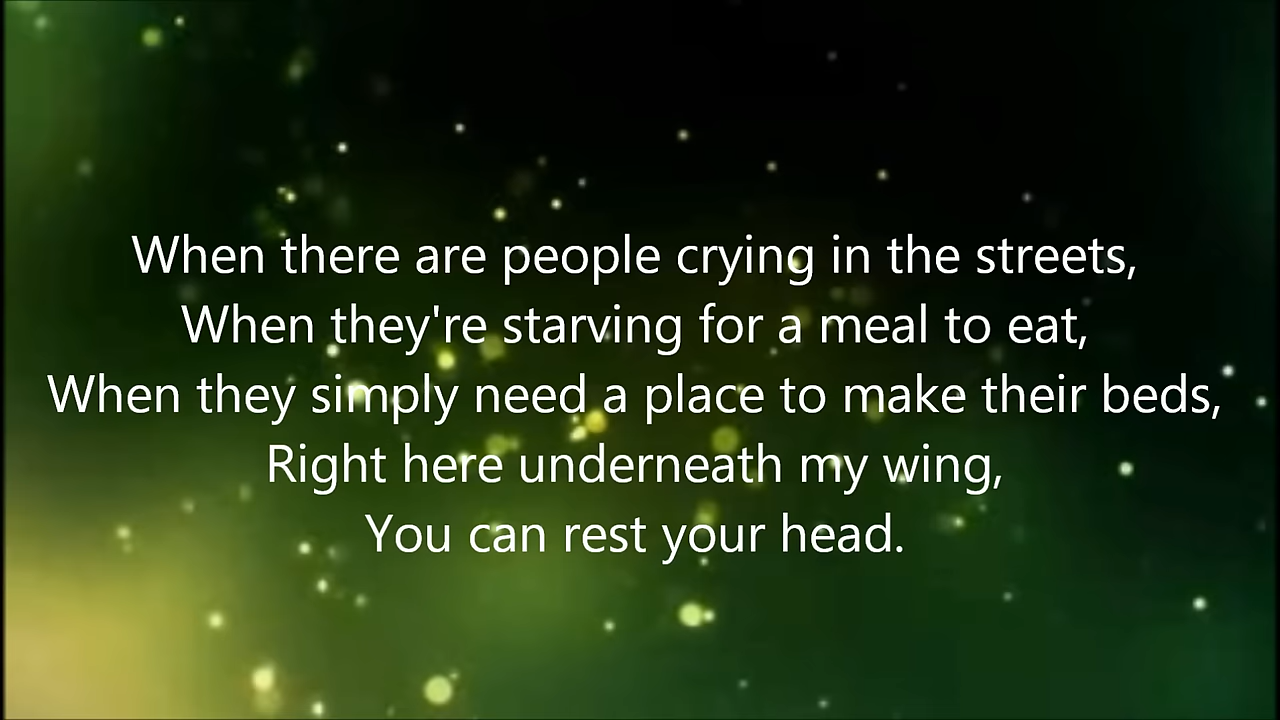 When there are people crying in the streets,
When they're starving for a meal to eat,
When they simply need a place to make their beds,
Right here underneath my wing,
You can rest your head.